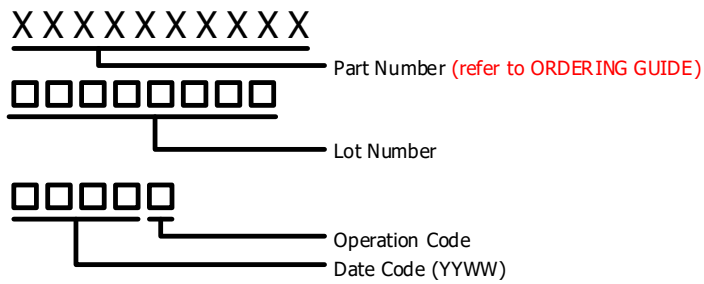 XXXXXXXXXX
Part Number (refer to ORDERING GUIDE)
□□□□□□□□
Lot Number
□□□□□
Operation Code
Date Code (YYWW)